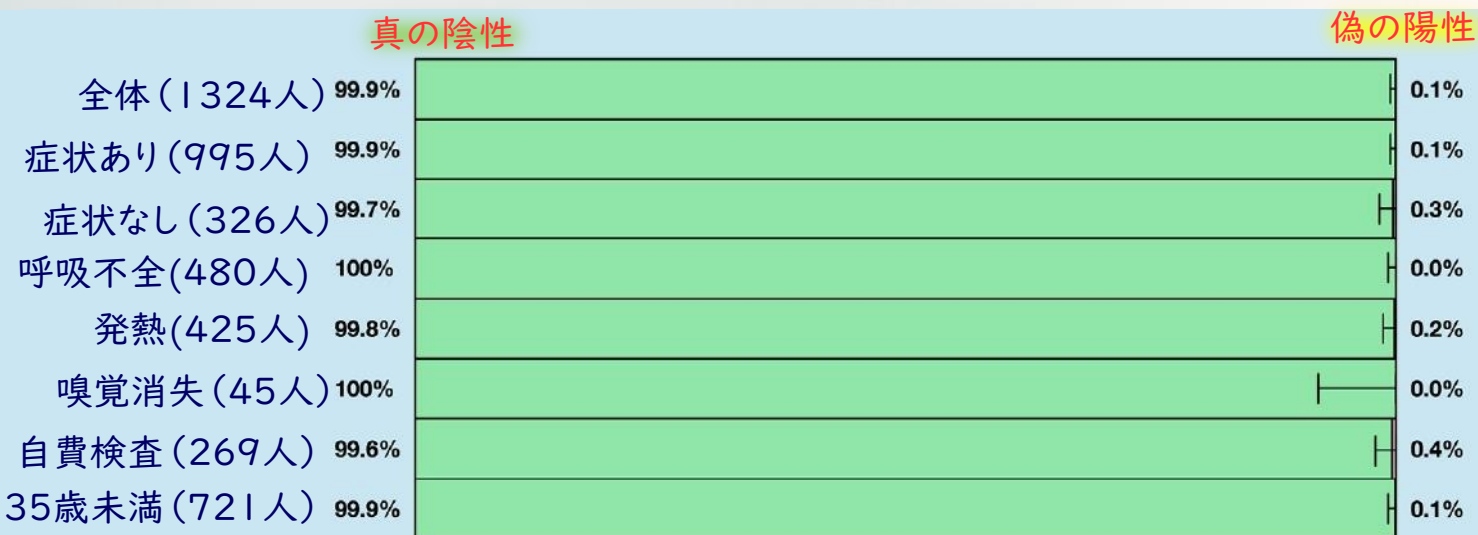 真の陰性 偽の陽性
全体(1324人) 99.9% 0.1%
症状あり(995人) 99.9% 0.1%
症状なし(326人) 99.7% 0.3%
呼吸不全(480人) 100% 0.0%
発熱(425人) 99.8% 0.2%
嗅覚消失(45人) 100% 0.0%
自費検査(269人) 99.6% 0.4%
35歳未満(721人) 99.9% 0.1%